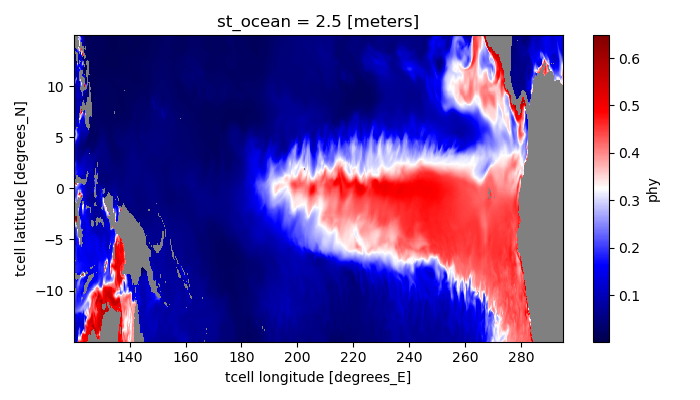 st_ocean = 2.5 [meters]
10
5
0
−5
−10
tcell latitude [degrees_N]
140 160 180 200 220 240 260 280
tcell longitude [degrees_E]
0.6
0.5
0.4
0.3
0.2
0.1
phy